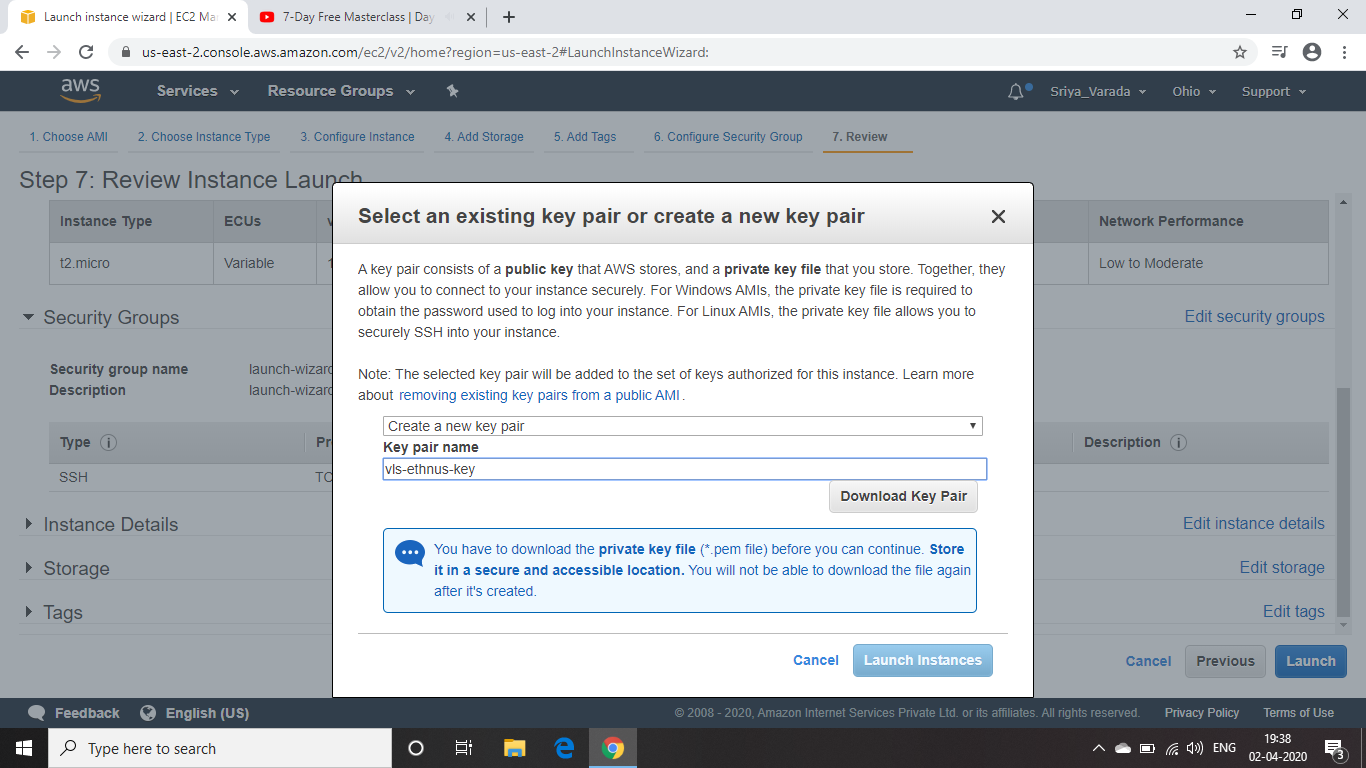 Launch instance wizard | EC2 Ma
7-Day Free Masterclass | Day
us-east-2.console.aws.amazon.com/ec2/v2/home?region=us-east-2#LaunchInstanceWizard:
aws Services Resource Groups Sriya_Varada Ohio Support
1. Choose AMI 2. Choose Instance Type 3. Configure Instance 4. Add Storage 5. Add Tags 6. Configure Security Group 7. Review
Step 7: Review Instance Launch
Instance Type ECUs Network Performance
t2.micro Variable Low to Moderate
Security Groups Edit security groups
Security group name launch-wizard
Description launch-wizard
Type Description
SSH
Instance Details Edit instance details
Storage Edit storage
Tags Edit tags
Cancel Previous Launch
Select an existing key pair or create a new key pair
A key pair consists of a public key that AWS stores, and a private key file that you store. Together, they
allow you to connect to your instance securely. For Windows AMIs, the private key file is required to
obtain the password used to log into your instance. For Linux AMIs, the private key file allows you to
securely SSH into your instance.
Note: The selected key pair will be added to the set of keys authorized for this instance. Learn more
about removing existing key pairs from a public AMI .
Create a new key pair
Key pair name
vls-ethnus-key
Download Key Pair
You have to download the private key file (*.pem file) before you can continue. Store
it in a secure and accessible location. You will not be able to download the file again
after it's created.
Cancel Launch Instances
Feedback English (US) © 2008 - 2020, Amazon Internet Services Private Ltd. or its affiliates. All rights reserved. Privacy Policy Terms of Use
Type here to search
ENG
19:38
02-04-2020
3